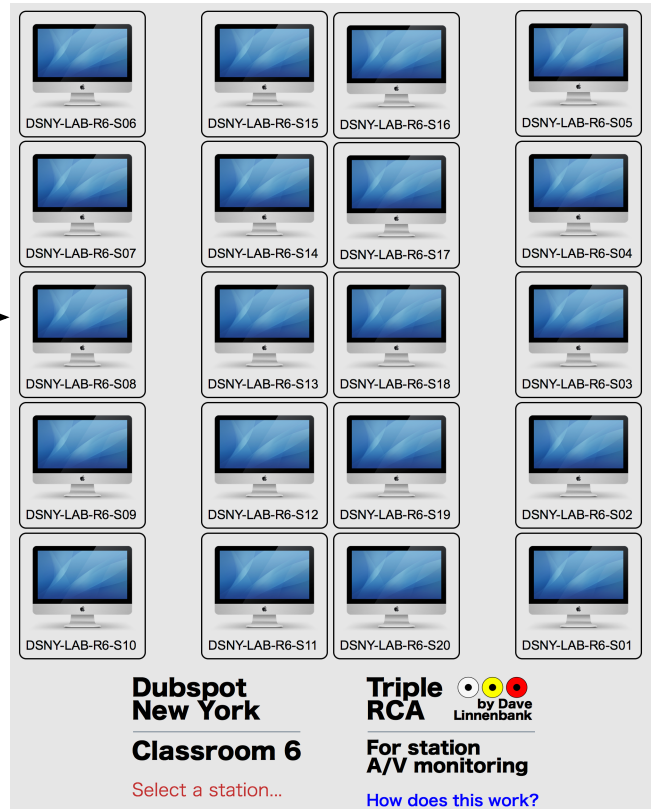 DSNY-LAB-R6-S06
DSNY-LAB-R6-S15
DSNY-LAB-R6-S16
DSNY-LAB-R6-S05
DSNY-LAB-R6-S07
DSNY-LAB-R6-S14
DSNY-LAB-R6-S17
DSNY-LAB-R6-S04
DSNY-LAB-R6-S08
DSNY-LAB-R6-S13
DSNY-LAB-R6-S18
DSNY-LAB-R6-S03
DSNY-LAB-R6-S09
DSNY-LAB-R6-S12
DSNY-LAB-R6-S19
DSNY-LAB-R6-S02
DSNY-LAB-R6-S10
DSNY-LAB-R6-S11
DSNY-LAB-R6-S20
DSNY-LAB-R6-S01
Dubspot
New York
Classroom 6
Select a station...
Triple
RCA
by Dave
Linnenbank
For station
A/V monitoring
How does this work?